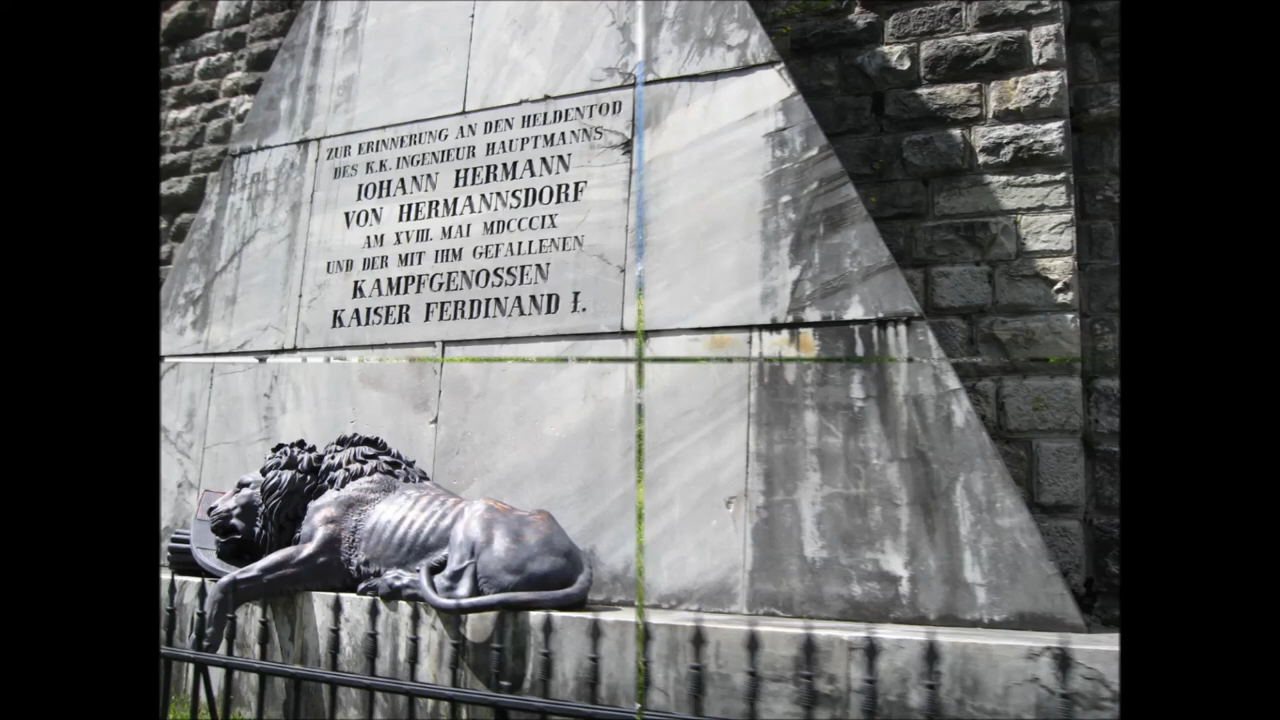 ZUR ERINNERUNG AN DEN HELDENTOD
DES K.K. INGENIEUR HAUPTMANNS
IOHANN HERMANN
VON HERMANNSDORF
AM XVIII. MAI MDCCCIX
UND DER MIT IHM GEFALLENEN
KAMPFGENOSSEN
KAISER FERDINAND I.